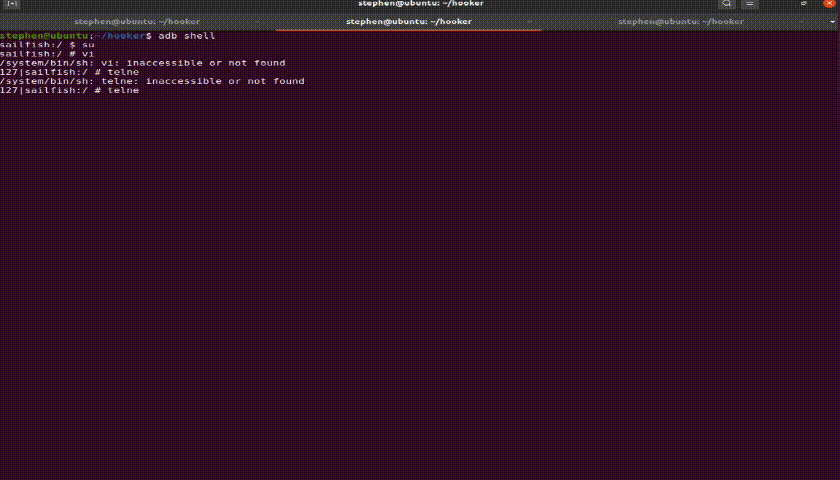 stephen@ubuntu: ~/hooker
stephen@ubuntu: ~/hooker
stephen@ubuntu: ~/hooker
stephen@ubuntu: ~/hooker
stephen@ubuntu:~/hooker$ adb shell
sailfish:/ $ su
sailfish:/ # vi
/system/bin/sh: vi: inaccessible or not found
127|sailfish:/ # telne
/system/bin/sh: telne: inaccessible or not found
127|sailfish:/ # telne